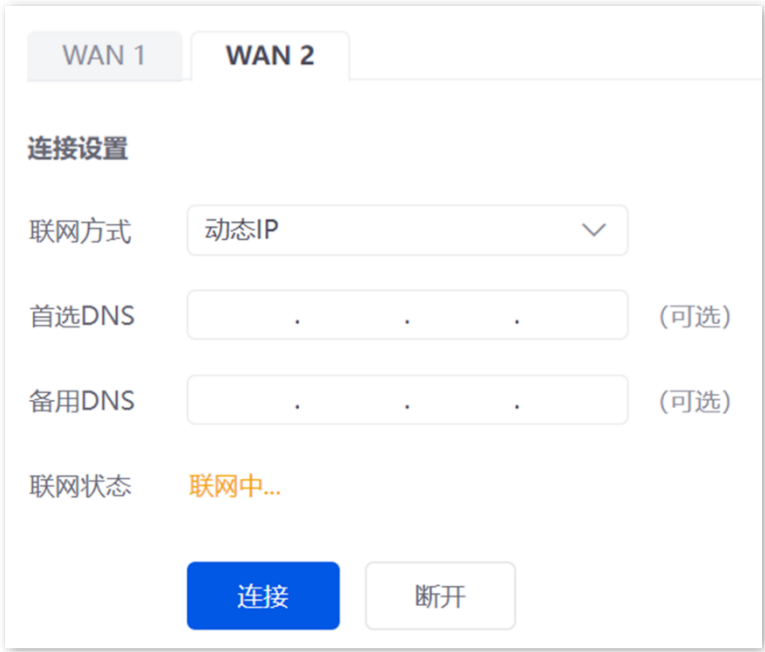 WAN 1 WAN 2
连接设置
联网方式 动态IP
首选DNS . . . (可选)
备用DNS . . . (可选)
联网状态 联网中...
连接 断开